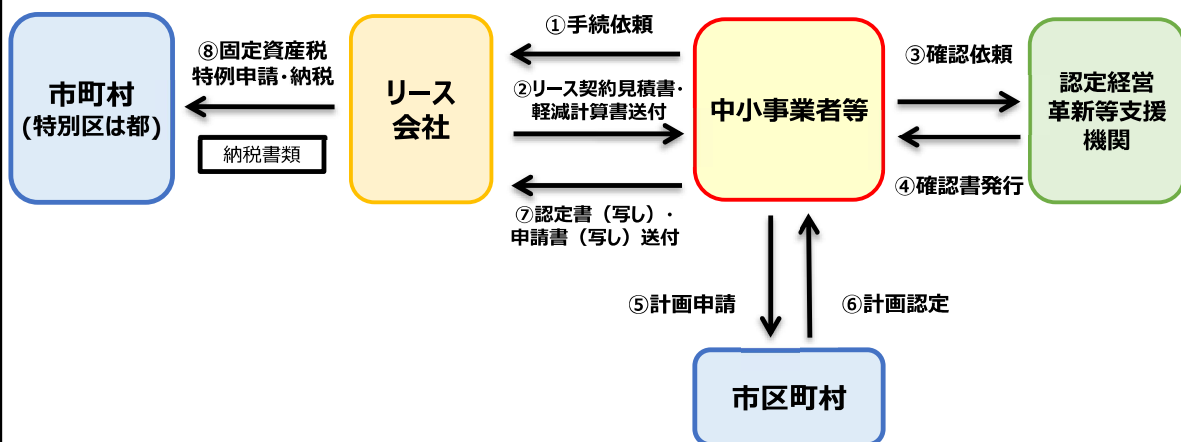 市町村
(特別区は都)
⑧固定資産税
特例申請・納税
納税書類
リース
会社
①手続依頼
②リース契約見積書・
軽減計算書送付
⑦認定書（写し）・
申請書（写し）送付
中小事業者等
③確認依頼
④確認書発行
認定経営
革新等支援
機関
⑤計画申請
⑥計画認定
市区町村